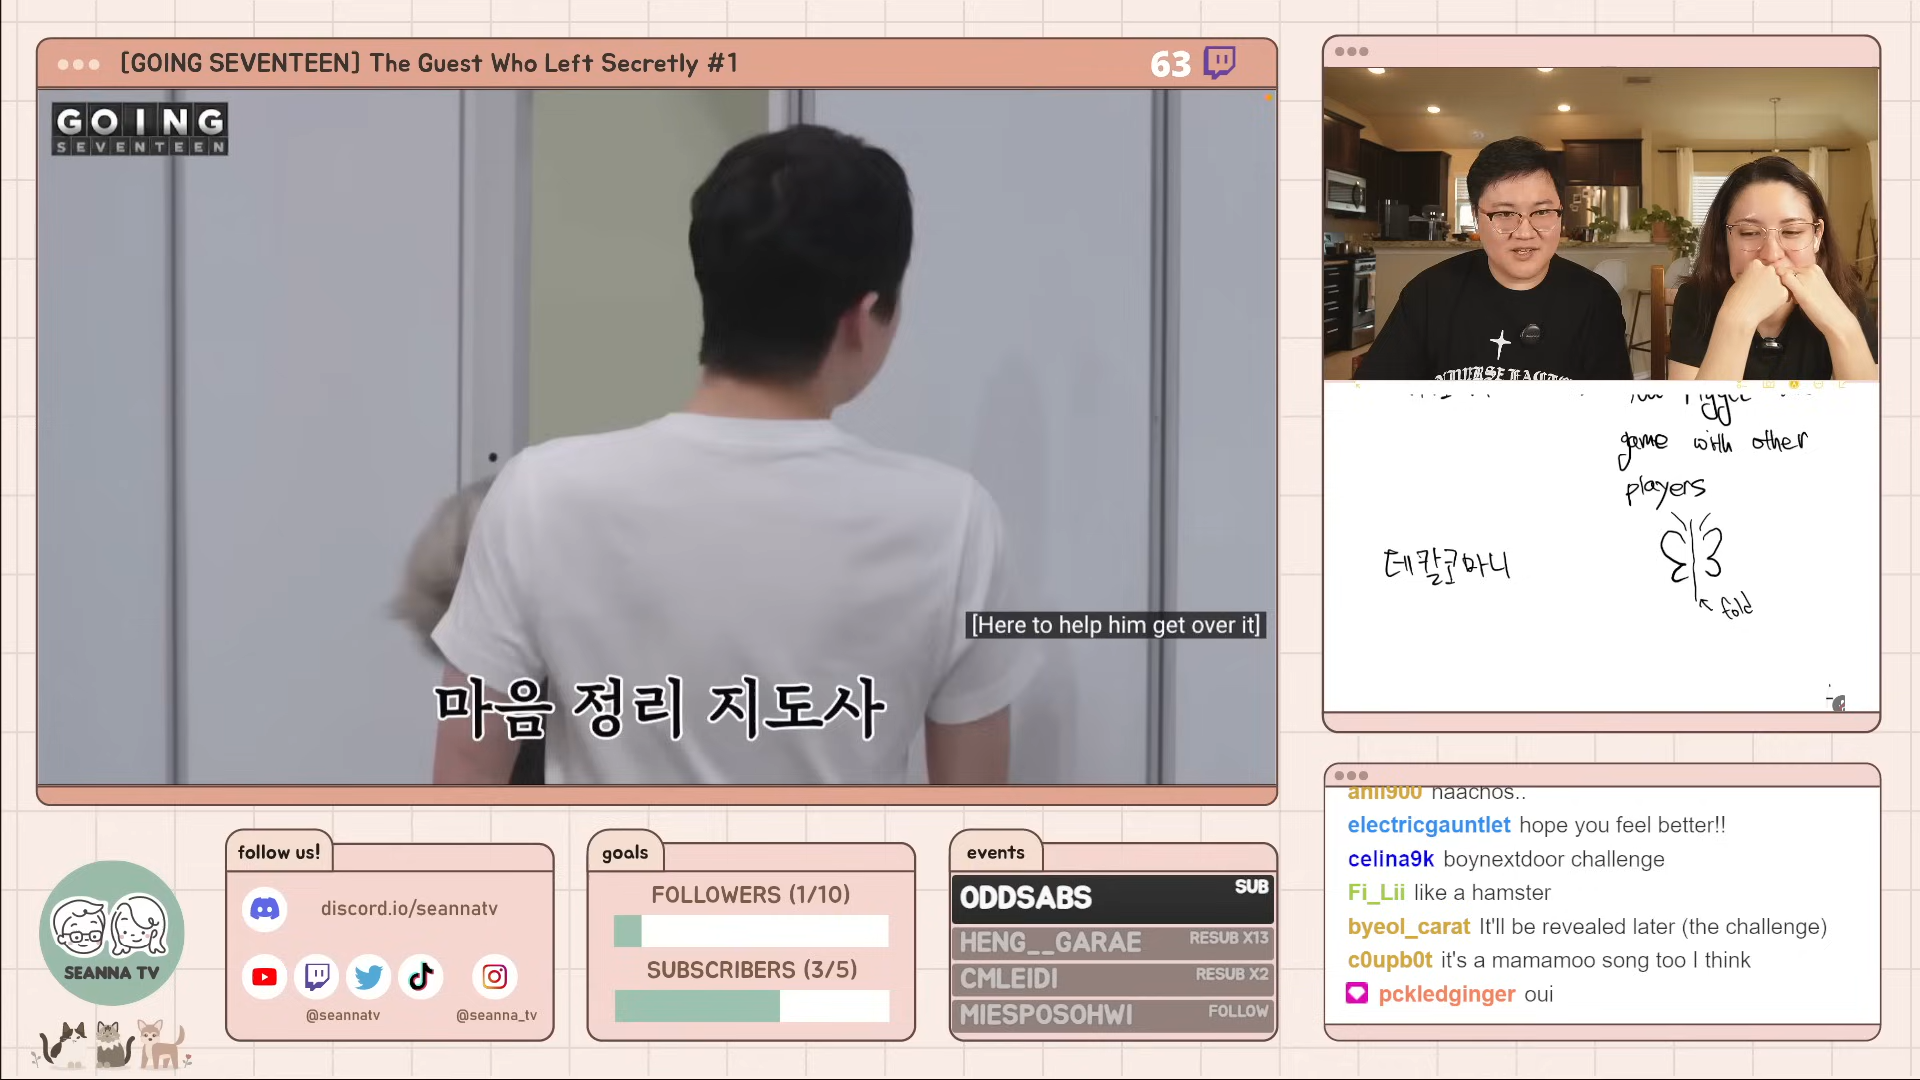 [GOING SEVENTEEN] The Guest Who Left Secretly #1
63
GOING
SEVENTEEN
[Here to help him get over it]
마음 정리 지도사
game with other
players
데칼코마니
fold
anii900 naachos..
electricgauntlet hope you feel better!!
celina9k boynextdoor challenge
Fi_Lii like a hamster
byeol_carat It'll be revealed later (the challenge)
c0upb0t it's a mamamoo song too I think
pckledginger oui
SEANNA TV
follow us!
discord.io/seannatv
@seannatv
@seanna_tv
goals
FOLLOWERS (1/10)
SUBSCRIBERS (3/5)
events
ODDSABS SUB
HENG__GARAE RESUB X13
CMLEIDI RESUB X2
MIESPOSOHWI FOLLOW